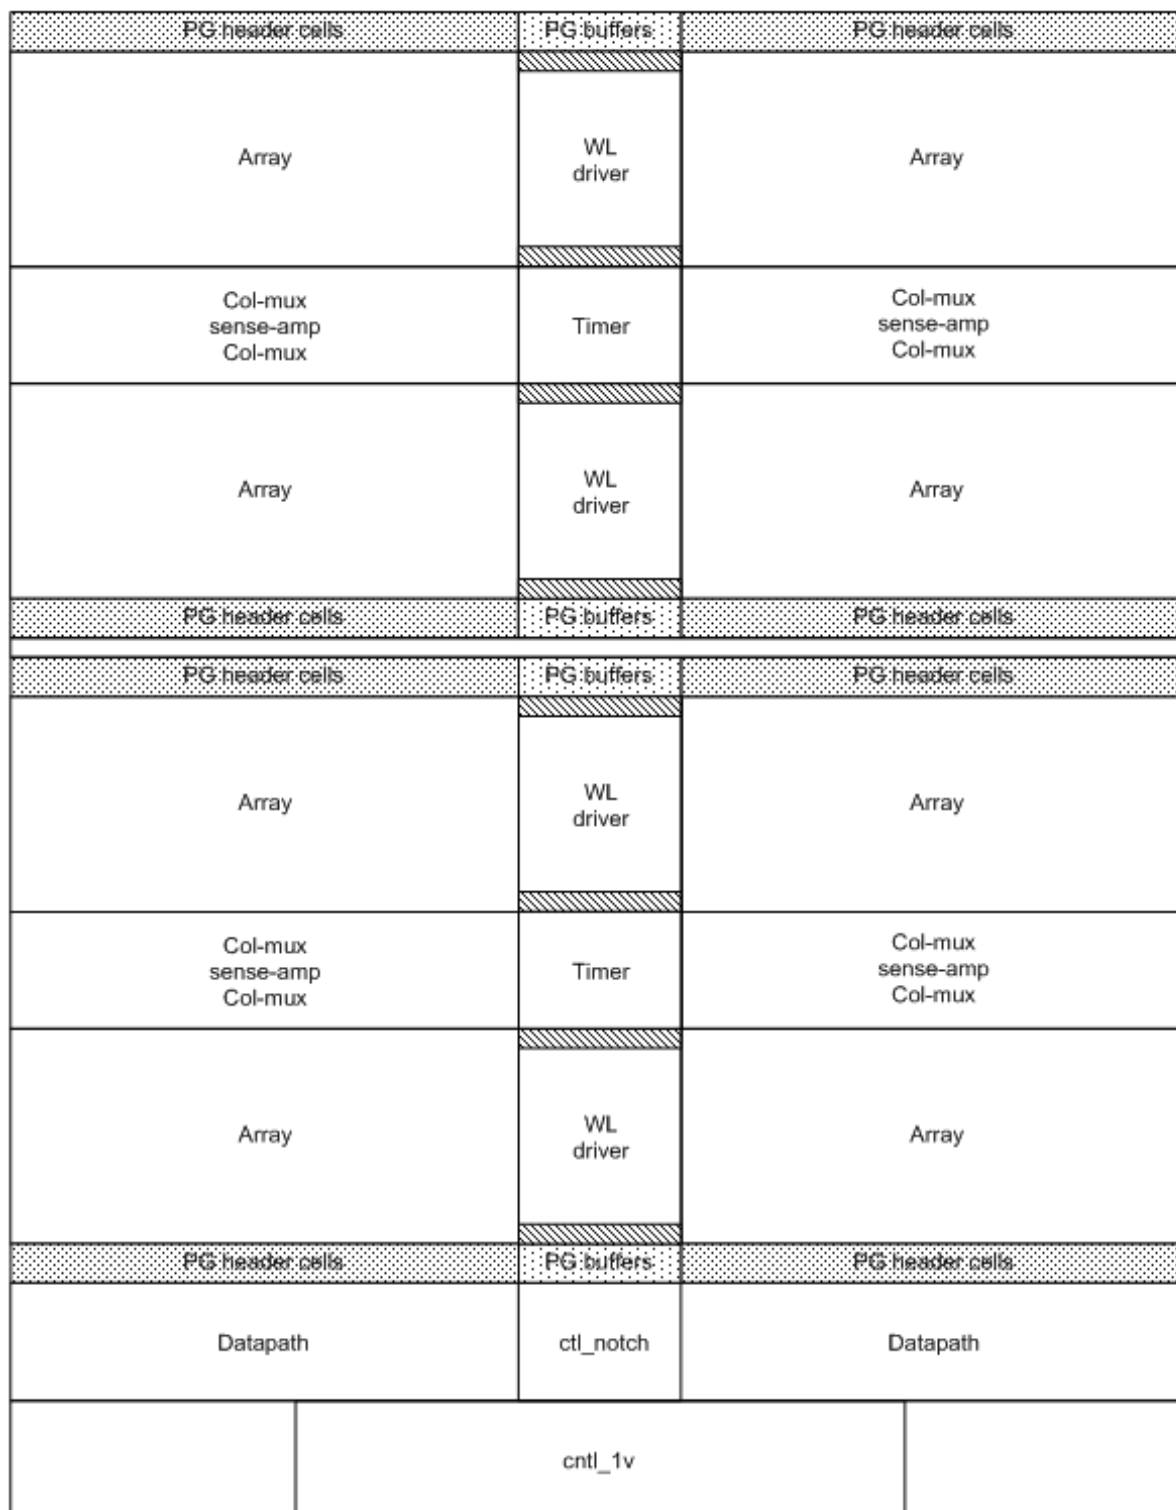 PG header cells PG buffers PG header cells
Array
WL
driver
Array
Col-mux
sense-amp
Col-mux
Timer
Col-mux
sense-amp
Col-mux
Array
WL
driver
Array
PG header cells PG buffers PG header cells
PG header cells PG buffers PG header cells
Array
WL
driver
Array
Col-mux
sense-amp
Col-mux
Timer
Col-mux
sense-amp
Col-mux
Array
WL
driver
Array
PG header cells PG buffers PG header cells
Datapath ctl_notch Datapath
cntl_1v